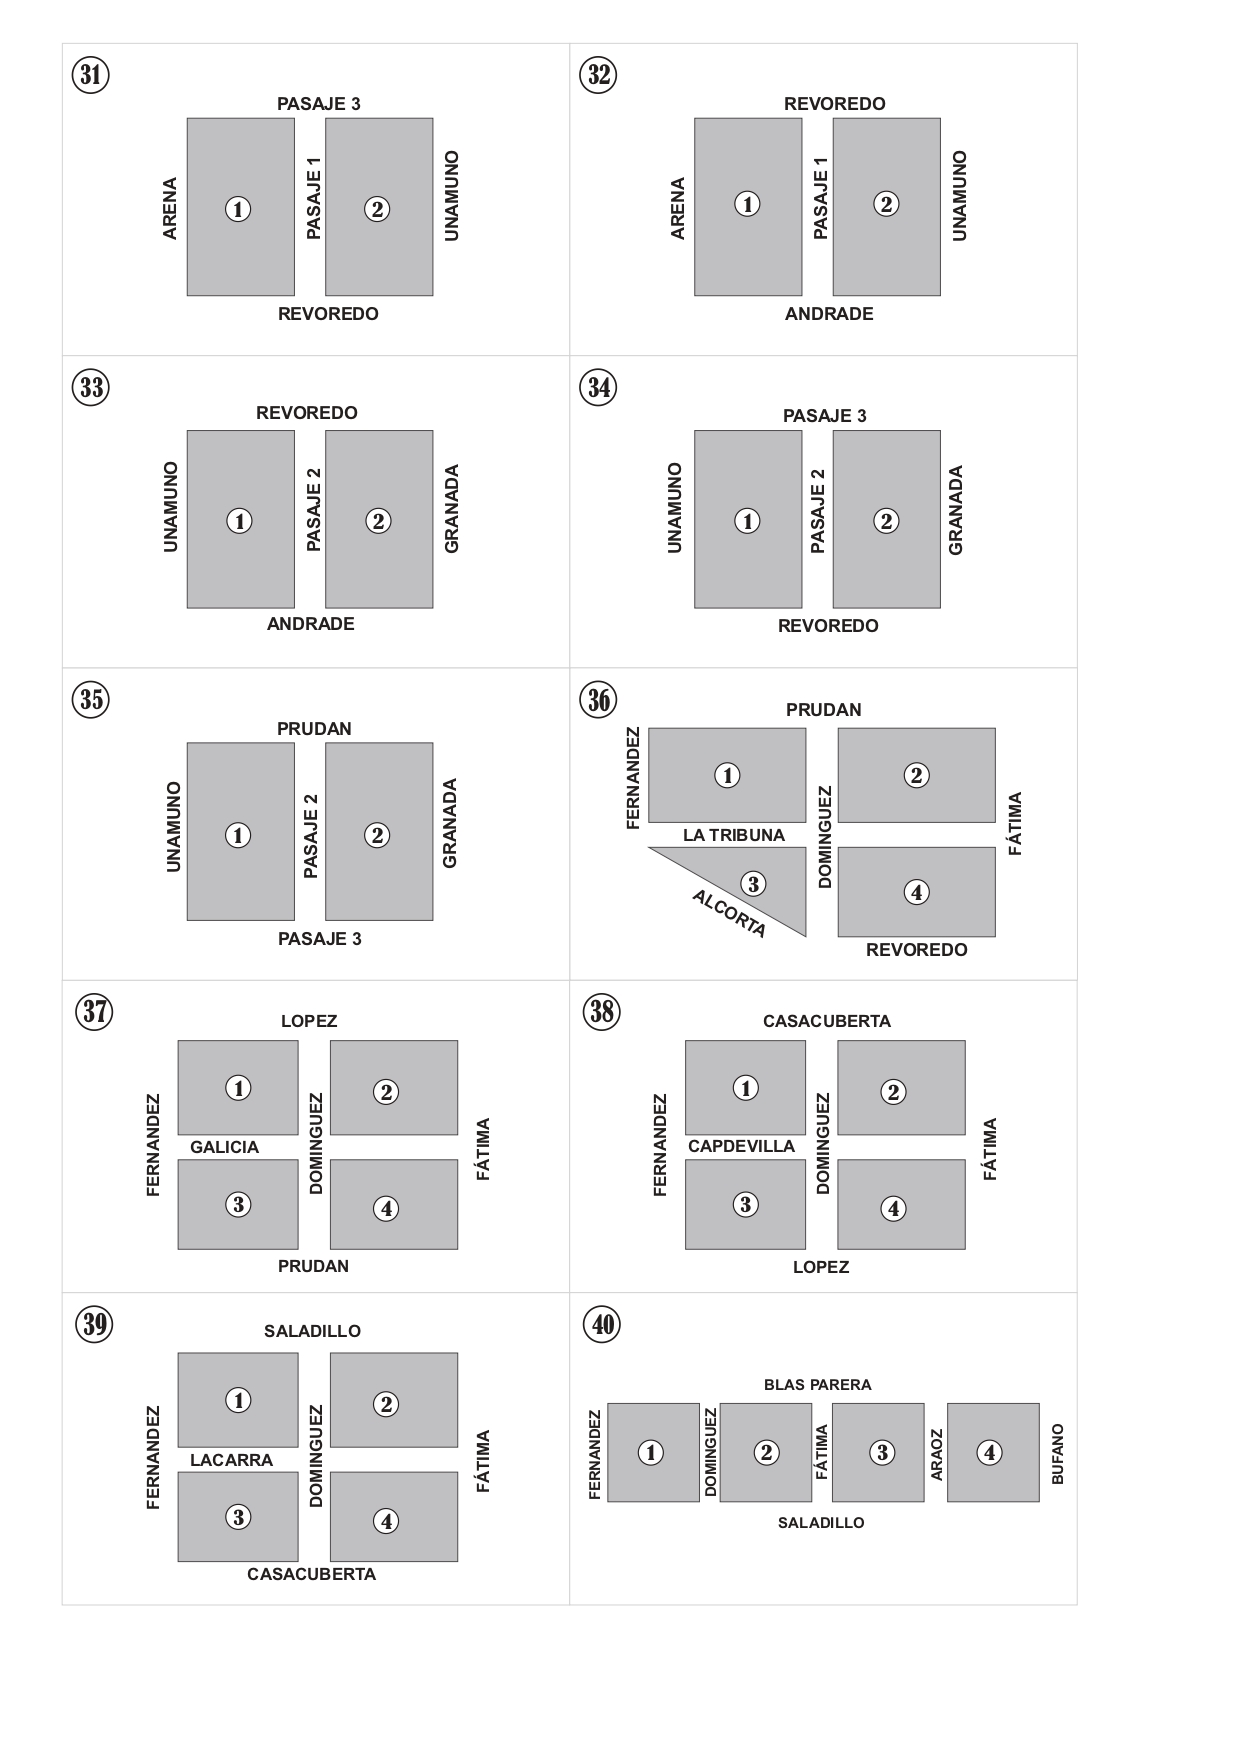 31
PASAJE 3
ARENA
1
PASAJE 1
2
UNAMUNO
REVOREDO
32
REVOREDO
ARENA
1
PASAJE 1
2
UNAMUNO
ANDRADE
33
REVOREDO
UNAMUNO
1
PASAJE 2
2
GRANADA
ANDRADE
34
PASAJE 3
UNAMUNO
1
PASAJE 2
2
GRANADA
REVOREDO
35
PRUDAN
UNAMUNO
1
PASAJE 2
2
GRANADA
PASAJE 3
36
PRUDAN
FERNANDEZ
1
2
LA TRIBUNA
DOMINGUEZ
FÁTIMA
3
ALCORTA
4
REVOREDO
37
LOPEZ
FERNANDEZ
1
2
GALICIA
DOMINGUEZ
FÁTIMA
3
4
PRUDAN
38
CASACUBERTA
FERNANDEZ
1
2
CAPDEVILLA
DOMINGUEZ
FÁTIMA
3
4
LOPEZ
39
SALADILLO
FERNANDEZ
1
2
LACARRA
DOMINGUEZ
FÁTIMA
3
4
CASACUBERTA
40
BLAS PARERA
FERNANDEZ
1
DOMINGUEZ
2
FÁTIMA
3
ARAOZ
4
BUFANO
SALADILLO